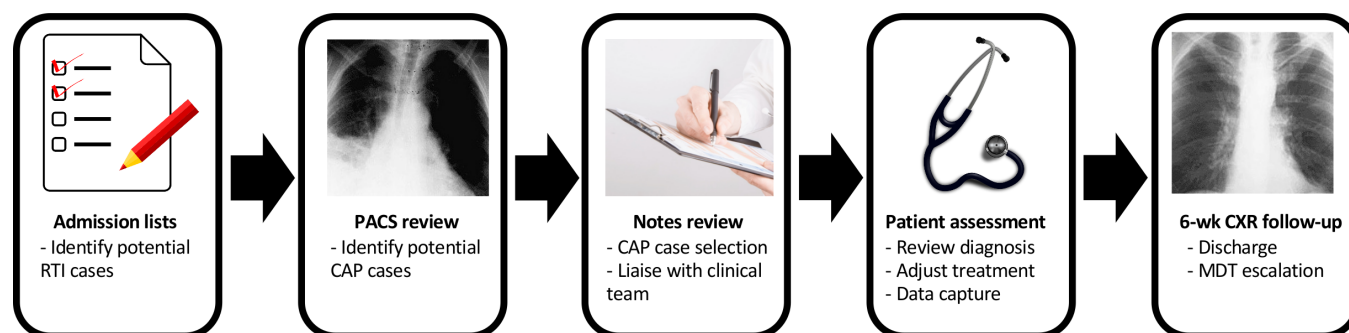 Admission lists
- Identify potential
RTI cases
PACS review
- Identify potential
CAP cases
Notes review
- CAP case selection
- Liaise with clinical
team
Patient assessment
- Review diagnosis
- Adjust treatment
- Data capture
6-wk CXR follow-up
- Discharge
- MDT escalation